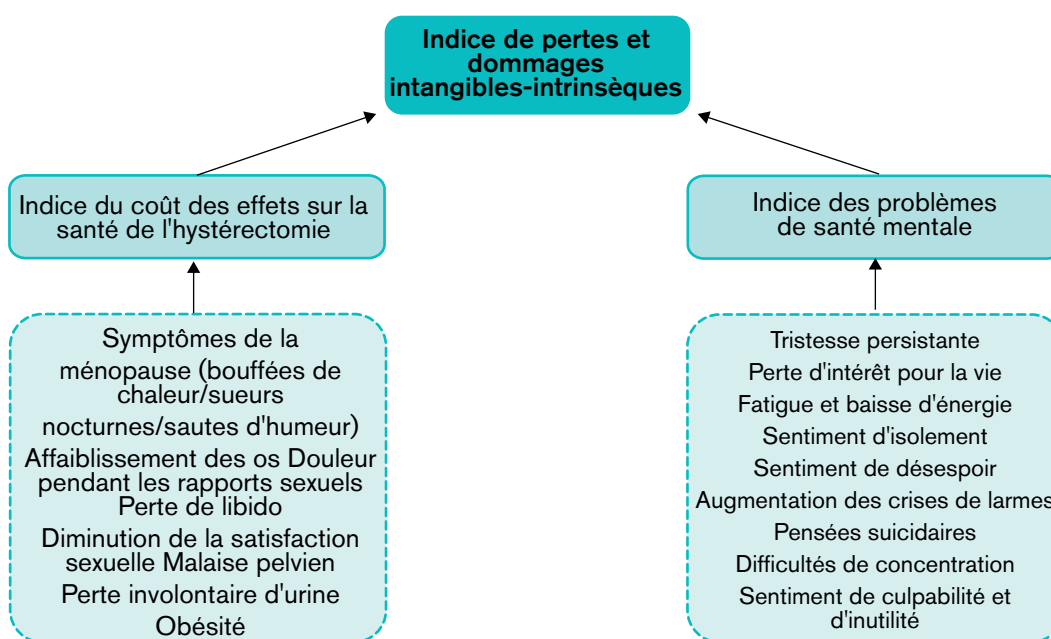 Indice de pertes et
dommages
intangibles-intrinsèques
Indice du coût des effets sur la
santé de l'hystérectomie
Indice des problèmes
de santé mentale
Symptômes de la
ménopause (bouffées de
chaleur/sueurs
nocturnes/sautes d'humeur)
Affaiblissement des os Douleur
pendant les rapports sexuels
Perte de libido
Diminution de la satisfaction
sexuelle Malaise pelvien
Perte involontaire d'urine
Obésité
Tristesse persistante
Perte d'intérêt pour la vie
Fatigue et baisse d'énergie
Sentiment d'isolement
Sentiment de désespoir
Augmentation des crises de larmes
Pensées suicidaires
Difficultés de concentration
Sentiment de culpabilité et
d'inutilité